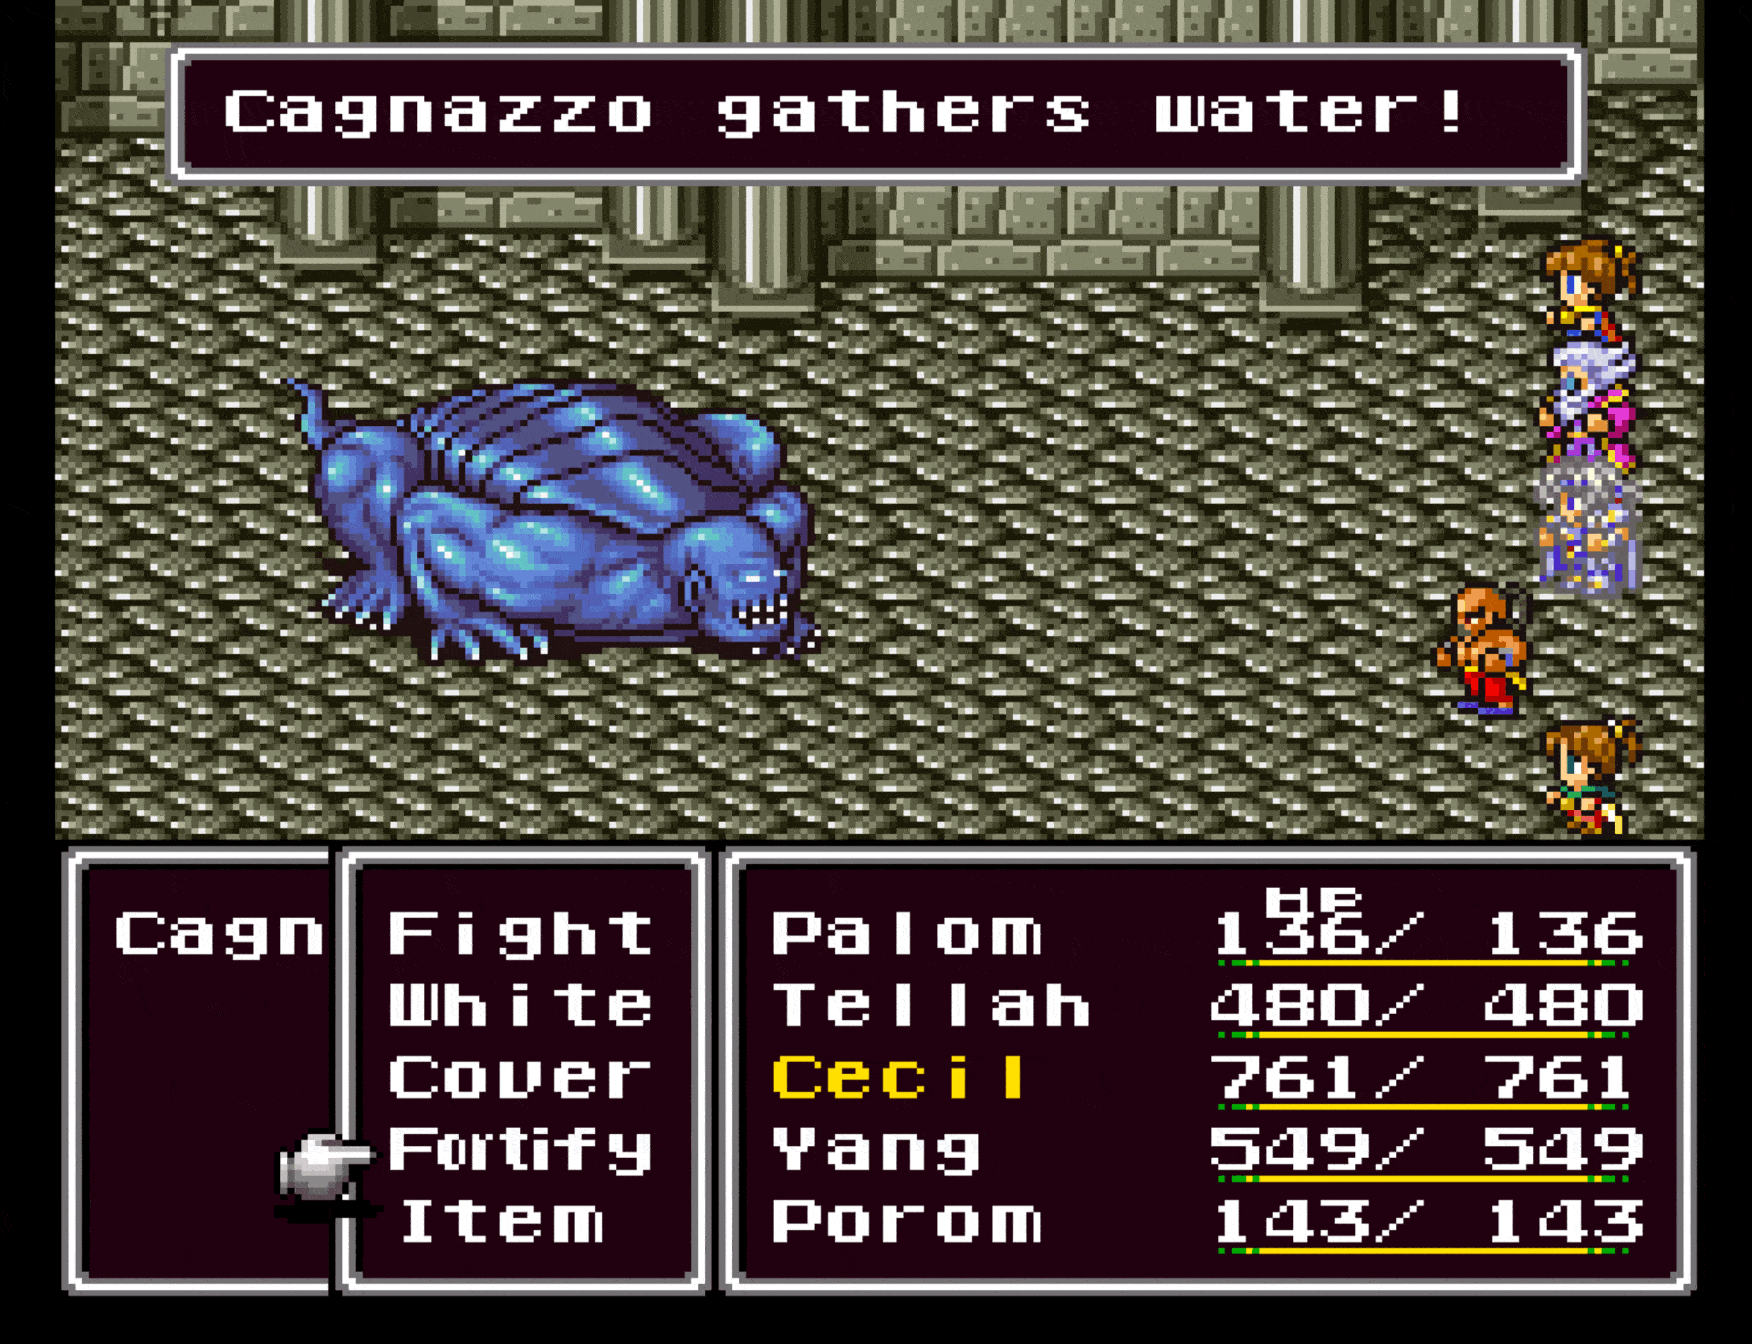 Cagnazzo gathers water!
Cagn
Fight
White
Cover
Fortify
Item
Palom 136/ 136
Tellah 480/ 480
Cecil 761/ 761
Yang 549/ 549
Porom 143/ 143